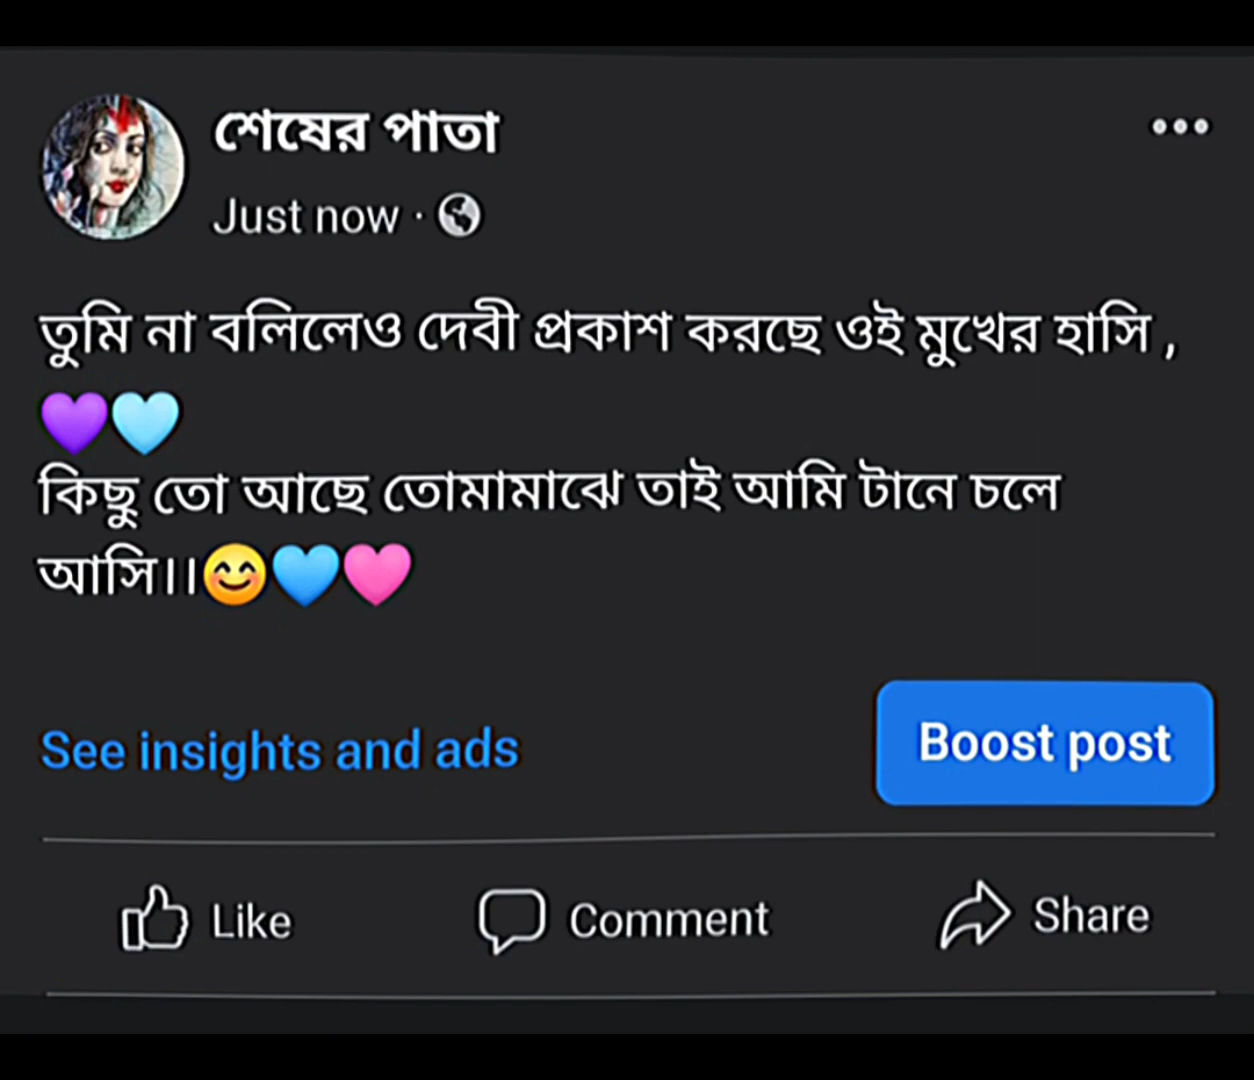 শেষের পাতা
Just now ·
তুমি না বলিলেও দেবী প্রকাশ করছে ওই মুখের হাসি ,
💜🩵
কিছু তো আছে তোমামাঝে তাই আমি টানে চলে
আসি।।😊💙🩷
See insights and ads
Boost post
Like
Comment
Share